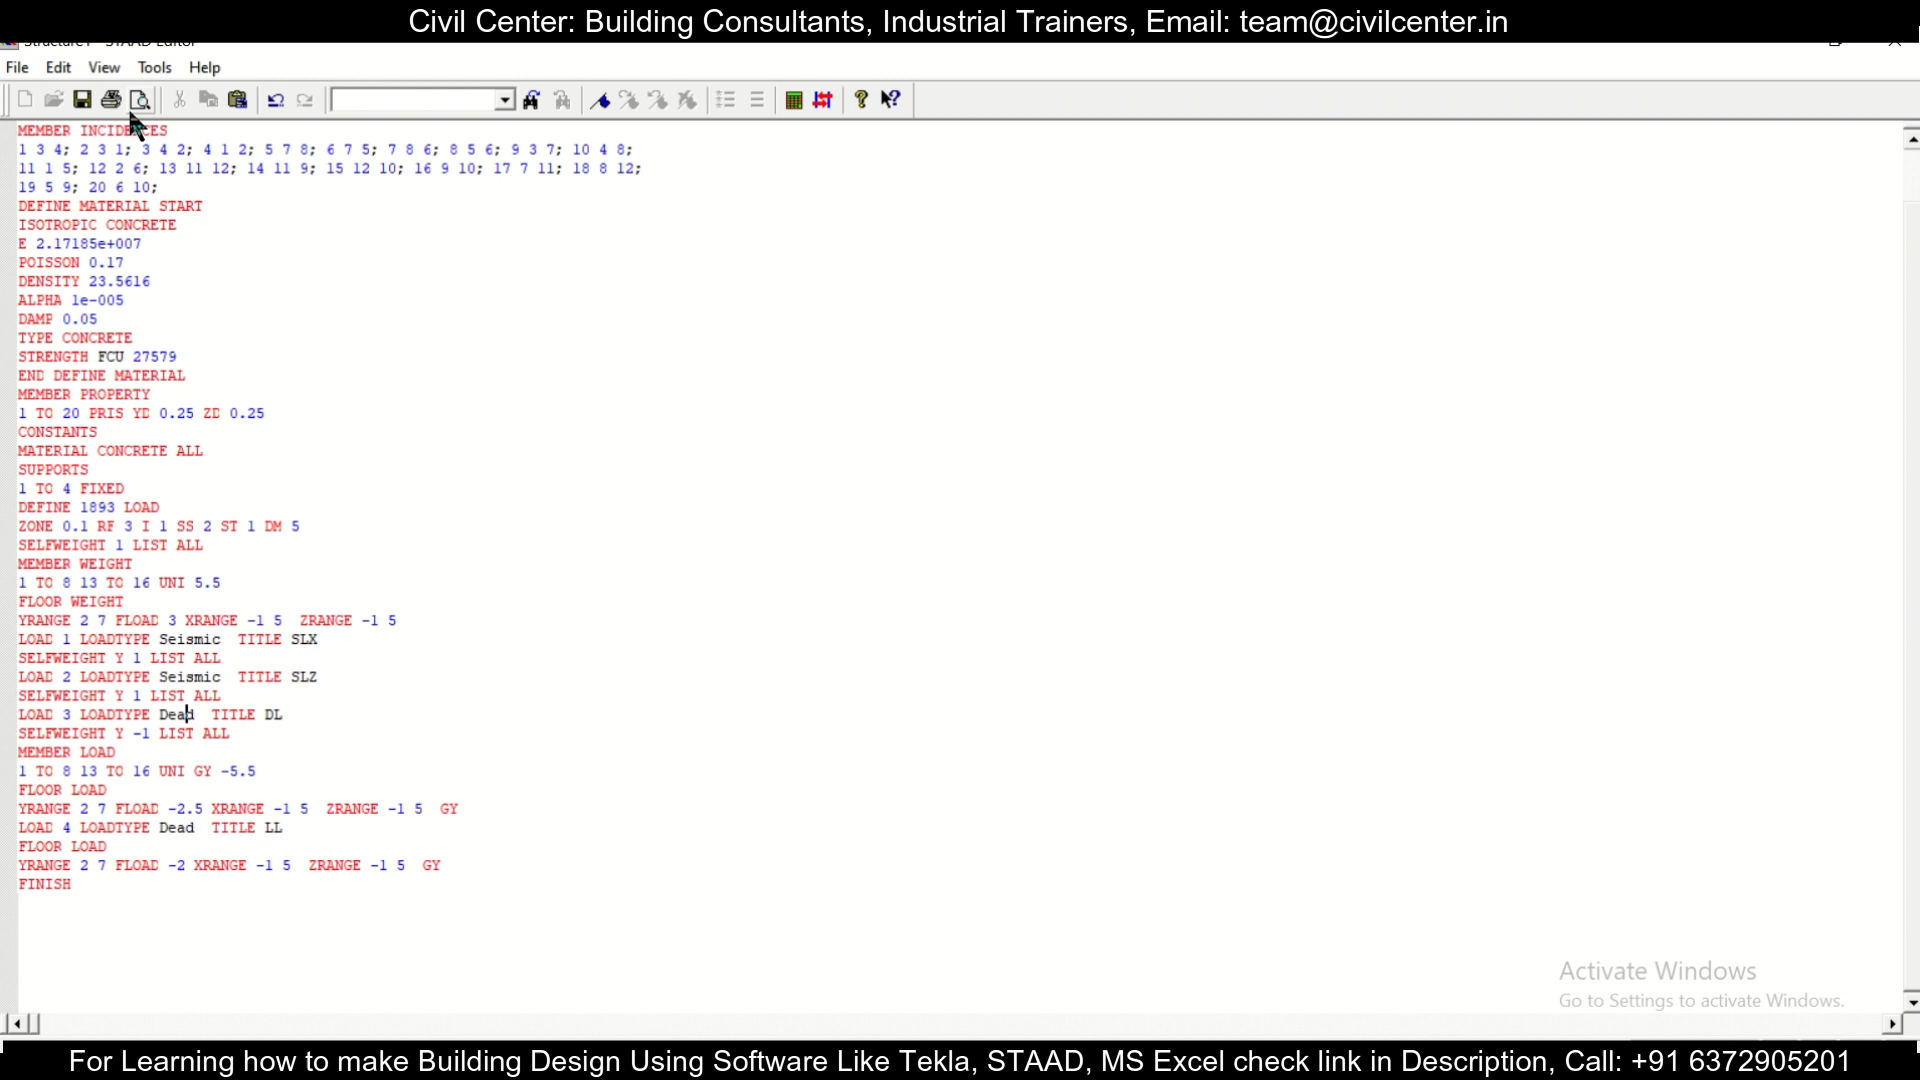 Civil Center: Building Consultants, Industrial Trainers, Email: team@civilcenter.in
File Edit View Tools Help
MEMBER
1 3 4; 2 3 1; 3 4 2; 4 1 2; 5 7 8; 6 7 5; 7 8 6; 8 5 6; 9 3 7; 10 4 8;
11 1 5; 12 2 6; 13 11 12; 14 11 9; 15 12 10; 16 9 10; 17 7 11; 18 8 12;
19 5 9; 20 6 10;
DEFINE MATERIAL START
ISOTROPIC CONCRETE
E 2.17185e+007
POISSON 0.17
DENSITY 23.5616
ALPHA 1e-005
DAMP 0.05
TYPE CONCRETE
STRENGTH FCU 27579
END DEFINE MATERIAL
MEMBER PROPERTY
1 TO 20 PRIS YD 0.25 ZD 0.25
CONSTANTS
MATERIAL CONCRETE ALL
SUPPORTS
1 TO 4 FIXED
DEFINE 1893 LOAD
ZONE 0.1 RF 3 I 1 SS 2 ST 1 DM 5
SELFWEIGHT 1 LIST ALL
MEMBER WEIGHT
1 TO 8 13 TO 16 UNI 5.5
FLOOR WEIGHT
YRANGE 2 7 FLOAD 3 XRANGE -1 5 ZRANGE -1 5
LOAD 1 LOADTYPE Seismic TITLE SLX
SELFWEIGHT Y 1 LIST ALL
LOAD 2 LOADTYPE Seismic TITLE SLZ
SELFWEIGHT Y 1 LIST ALL
LOAD 3 LOADTYPE Dead TITLE DL
SELFWEIGHT Y -1 LIST ALL
MEMBER LOAD
1 TO 8 13 TO 16 UNI GY -5.5
FLOOR LOAD
YRANGE 2 7 FLOAD -2.5 XRANGE -1 5 ZRANGE -1 5 GY
LOAD 4 LOADTYPE Dead TITLE LL
FLOOR LOAD
YRANGE 2 7 FLOAD -2 XRANGE -1 5 ZRANGE -1 5 GY
FINISH
Activate Windows
Go to Settings to activate Windows.
For Learning how to make Building Design Using Software Like Tekla, STAAD, MS Excel check link in Description, Call: +91 6372905201